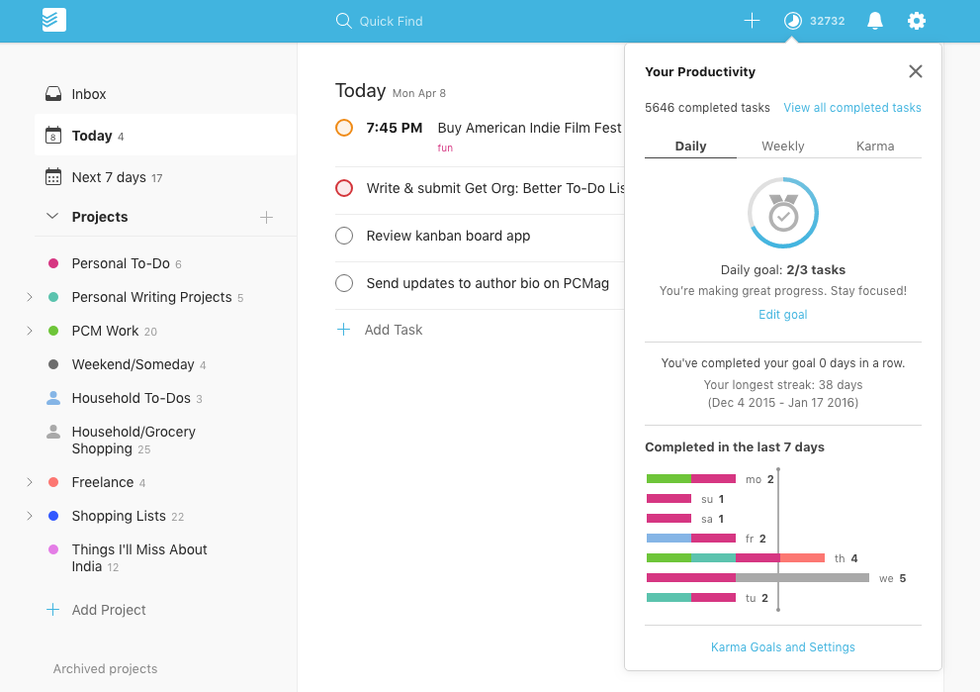 Quick Find
32732
Inbox
8 Today 4
Next 7 days 17
Projects
Personal To-Do 6
Personal Writing Projects 5
PCM Work 20
Weekend/Someday 4
Household To-Dos 3
Household/Grocery
Shopping 25
Freelance 4
Shopping Lists 22
Things I'll Miss About
India 12
Add Project
Archived projects
Today Mon Apr 8
7:45 PM Buy American Indie Film Fest
fun
Write & submit Get Org: Better To-Do Lis
Review kanban board app
Send updates to author bio on PCMag
Add Task
Your Productivity
5646 completed tasks View all completed tasks
Daily Weekly Karma
Daily goal: 2/3 tasks
You're making great progress. Stay focused!
Edit goal
You've completed your goal 0 days in a row.
Your longest streak: 38 days
(Dec 4 2015 - Jan 17 2016)
Completed in the last 7 days
mo 2
su 1
sa 1
fr 2
th 4
we 5
tu 2
Karma Goals and Settings